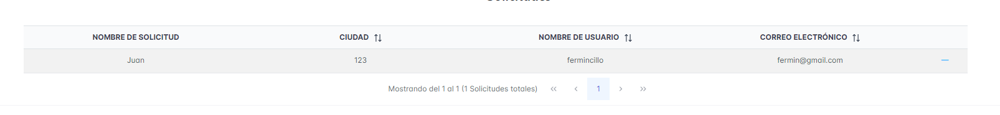 NOMBRE DE SOLICITUD CIUDAD NOMBRE DE USUARIO CORREO ELECTRÓNICO
Juan 123 fermincillo fermin@gmail.com
Mostrando del 1 al 1 (1 Solicitudes totales) « ‹ 1 › »